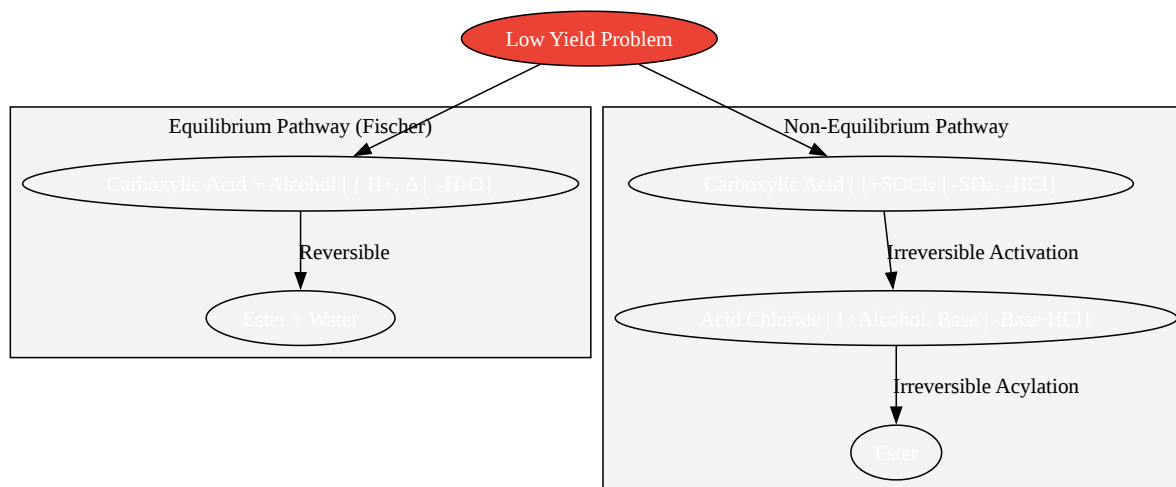 Low Yield Problem
Equilibrium Pathway (Fischer)
Carboxylic Acid + Alcohol | { H+, Δ | -H₂O}
Reversible
Ester + Water
Non-Equilibrium Pathway
Carboxylic Acid | {+SOCl₂ | -SO₂, -HCl}
Irreversible Activation
Acid Chloride | {+Alcohol, Base | -Base·HCl}
Irreversible Acylation
Ester